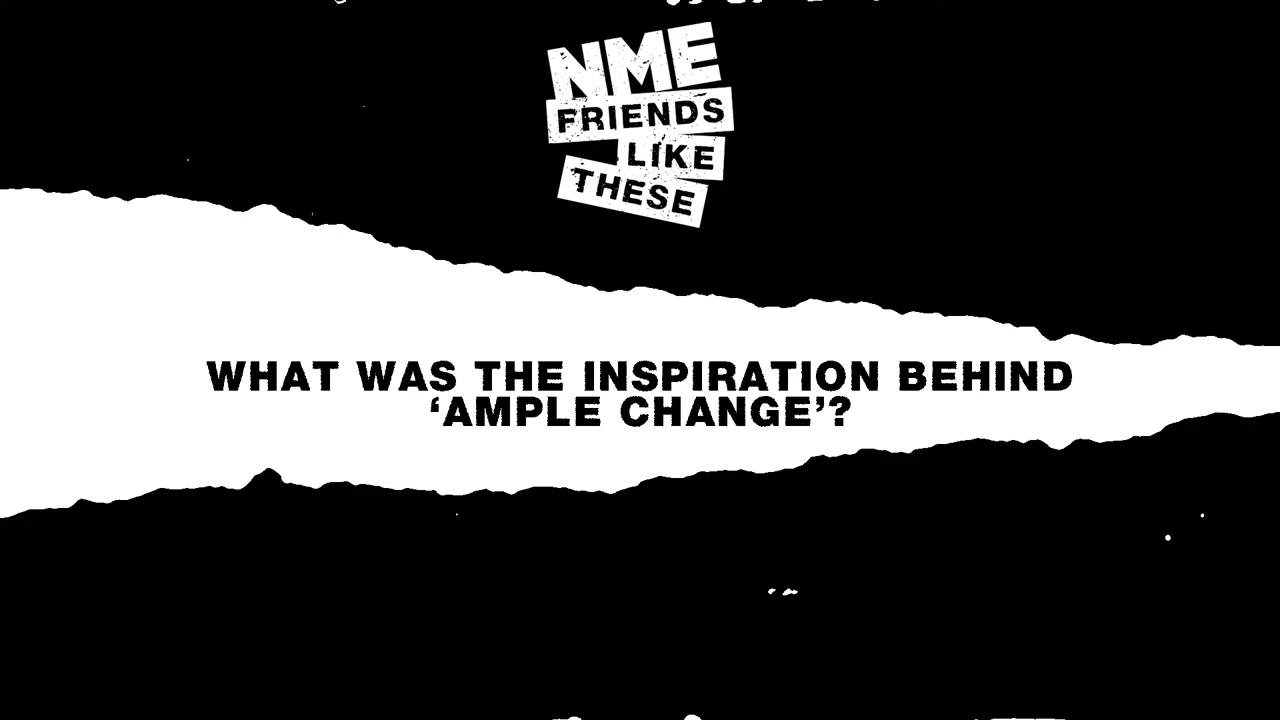 NME
FRIENDS
LIKE
THESE
WHAT WAS THE INSPIRATION BEHIND
‘AMPLE CHANGE’?